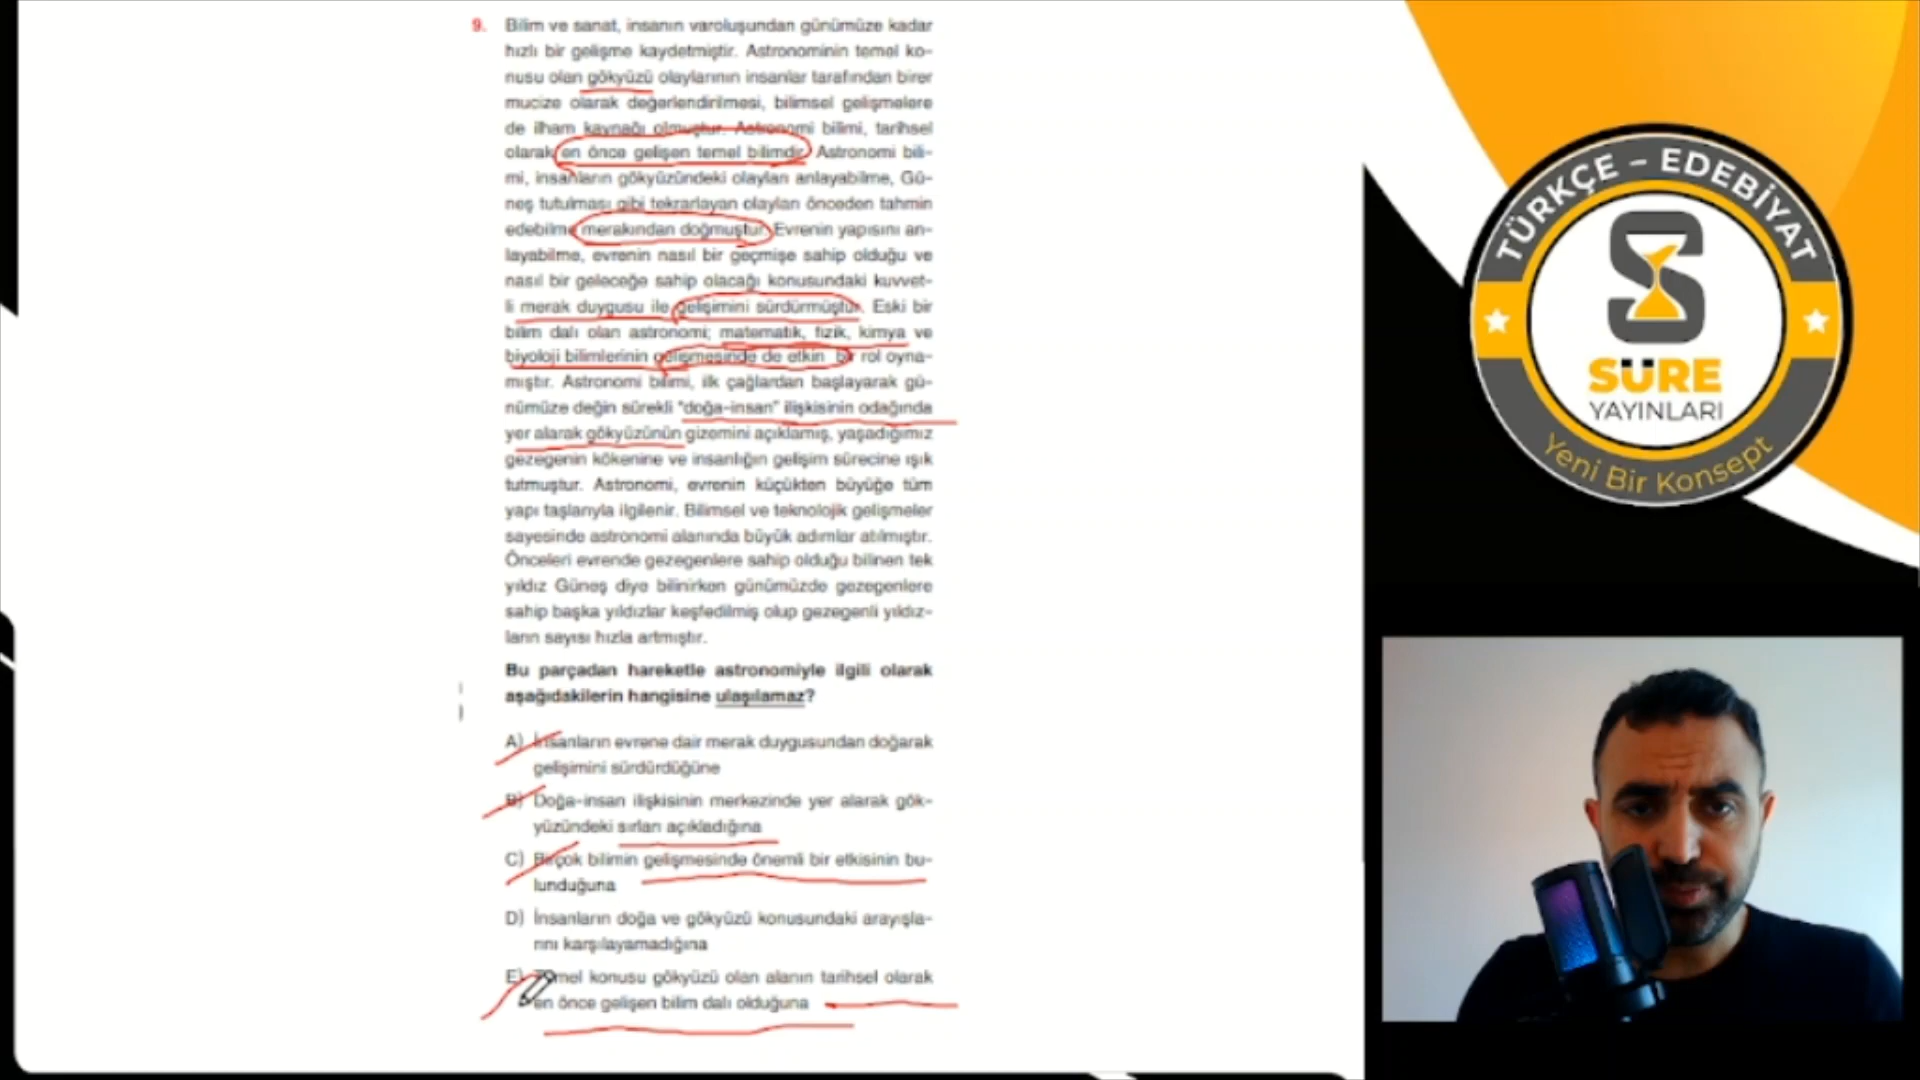 9. Bilim ve sanat, insanın varoluşundan günümüze kadar
hızlı bir gelişme kaydetmiştir. Astronominin temel ko-
nusu olan gökyüzü olaylarının insanlar tarafından birer
mucize olarak değerlendirilmesi, bilimsel gelişmelere
de ilham kaynağı olmuştur. Astronomi bilimi, tarihsel
olarak en önce gelişen temel bilimdir. Astronomi bili-
mi, insanların gökyüzündeki olayları anlayabilme, Gü-
neş tutulması gibi tekrarlayan olayları önceden tahmin
edebilme merakından doğmuştur. Evrenin yapısını an-
layabilme, evrenin nasıl bir geçmişe sahip olduğu ve
nasıl bir geleceğe sahip olacağı konusundaki kuvvet-
li merak duygusu ile gelişimini sürdürmüştür. Eski bir
bilim dalı olan astronomi; matematik, fizik, kimya ve
biyoloji bilimlerinin gelişmesinde de etkin bir rol oyna-
mıştır. Astronomi bilimi, ilk çağlardan başlayarak gü-
nümüze değin sürekli "doğa-insan" ilişkisinin odağında
yer alarak gökyüzünün gizemini açıklamış, yaşadığımız
gezegenin kökenine ve insanlığın gelişim sürecine ışık
tutmuştur. Astronomi, evrenin küçükten büyüğe tüm
yapı taşlarıyla ilgilenir. Bilimsel ve teknolojik gelişmeler
sayesinde astronomi alanında büyük adımlar atılmıştır.
Önceleri evrende gezegenlere sahip olduğu bilinen tek
yıldız Güneş diye bilinirken günümüzde gezegenlere
sahip başka yıldızlar keşfedilmiş olup gezegenli yıldız-
ların sayısı hızla artmıştır.
Bu parçadan hareketle astronomiyle ilgili olarak
aşağıdakilerin hangisine ulaşılamaz?
A) İnsanların evrene dair merak duygusundan doğarak
gelişimini sürdürdüğüne
B) Doğa-insan ilişkisinin merkezinde yer alarak gök-
yüzündeki sırları açıkladığına
C) Birçok bilimin gelişmesinde önemli bir etkisinin bu-
lunduğuna
D) İnsanların doğa ve gökyüzü konusundaki arayışla-
rını karşılayamadığına
E) Temel konusu gökyüzü olan alanın tarihsel olarak
en önce gelişen bilim dalı olduğuna
TÜRKÇE – EDEBİYAT
SÜRE
YAYINLARI
Yeni Bir Konsept